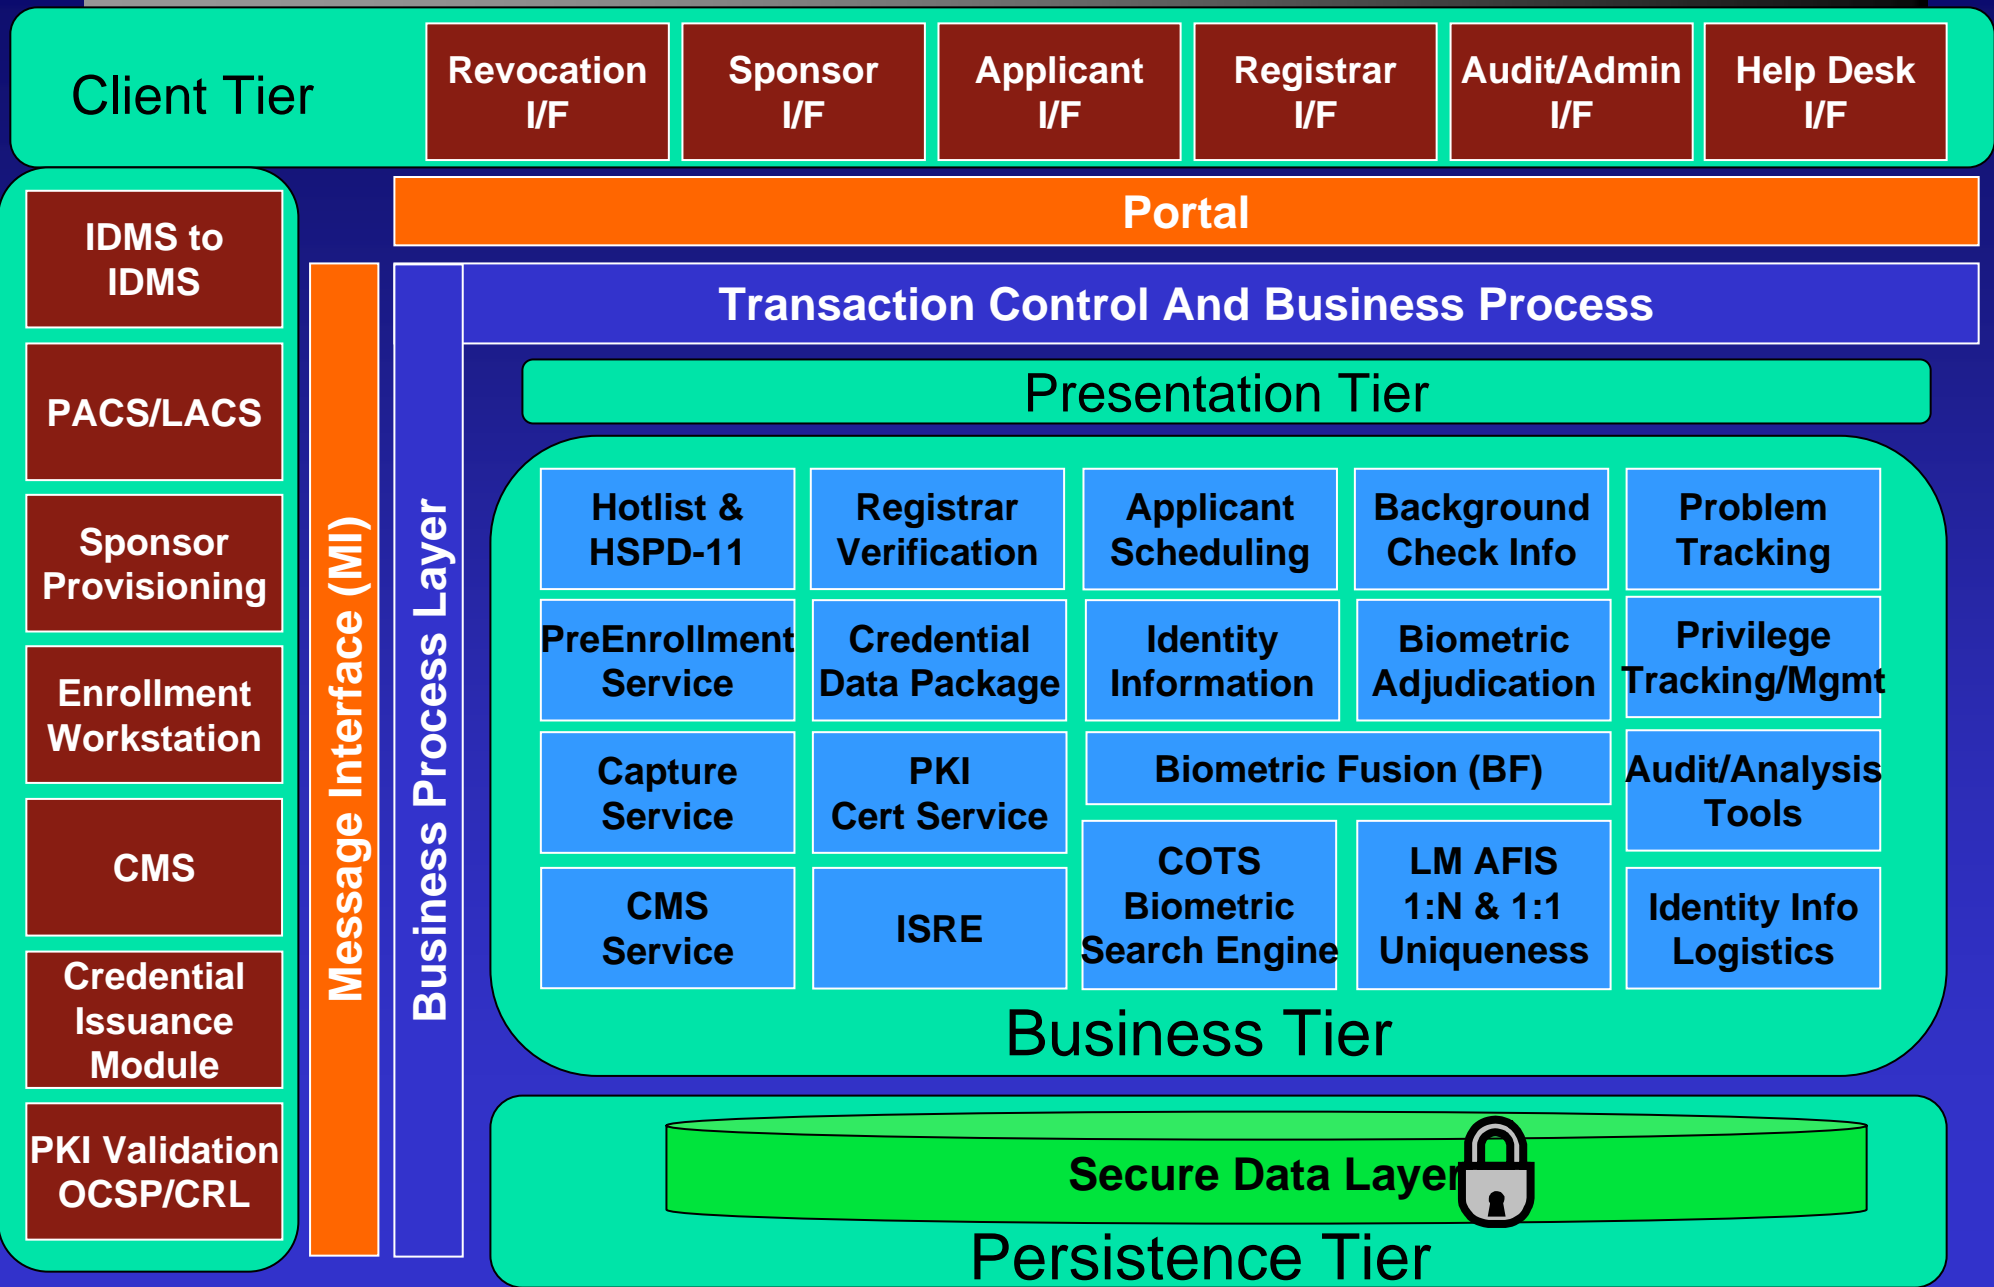 Client Tier
Revocation
I/F
Sponsor
I/F
Applicant
I/F
Registrar
I/F
Audit/Admin
I/F
Help Desk
I/F
IDMS to
IDMS
PACS/LACS
Sponsor
Provisioning
Enrollment
Workstation
CMS
Credential
Issuance
Module
PKI Validation
OCSP/CRL
Message Interface (MI)
Portal
Transaction Control And Business Process
Business Process Layer
Presentation Tier
Hotlist &
HSPD-11
Registrar
Verification
Applicant
Scheduling
Background
Check Info
Problem
Tracking
PreEnrollment
Service
Credential
Data Package
Identity
Information
Biometric
Adjudication
Privilege
Tracking/Mgmt
Capture
Service
PKI
Cert Service
Biometric Fusion (BF)
Audit/Analysis
Tools
CMS
Service
ISRE
COTS
Biometric
Search Engine
LM AFIS
1:N & 1:1
Uniqueness
Identity Info
Logistics
Business Tier
Secure Data Layer
Persistence Tier